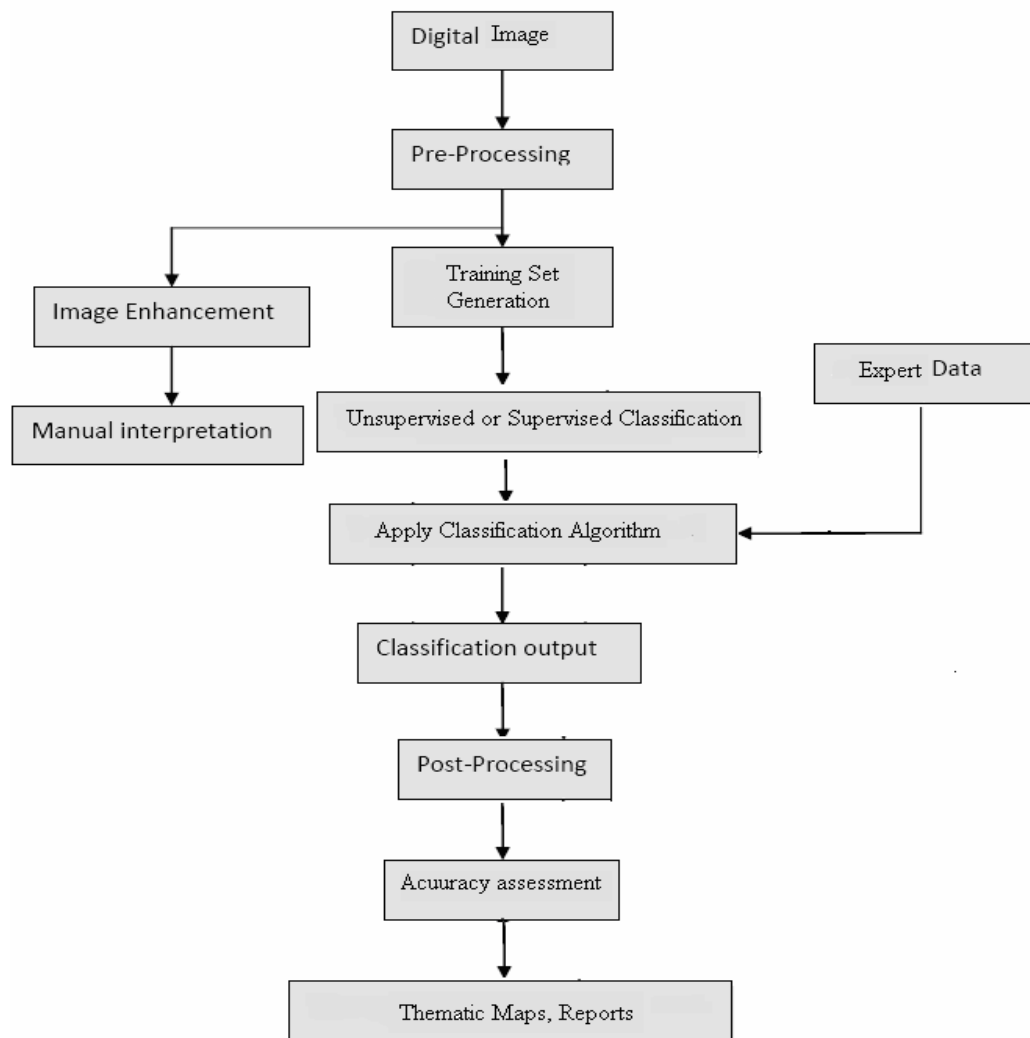 Digital Image
Pre-Processing
Training Set
Generation
Image Enhancement
Expert Data
Manual interpretation
Unsupervised or Supervised Classification
Apply Classification Algorithm
Classification output
Post-Processing
Acuuracy assessment
Thematic Maps, Reports